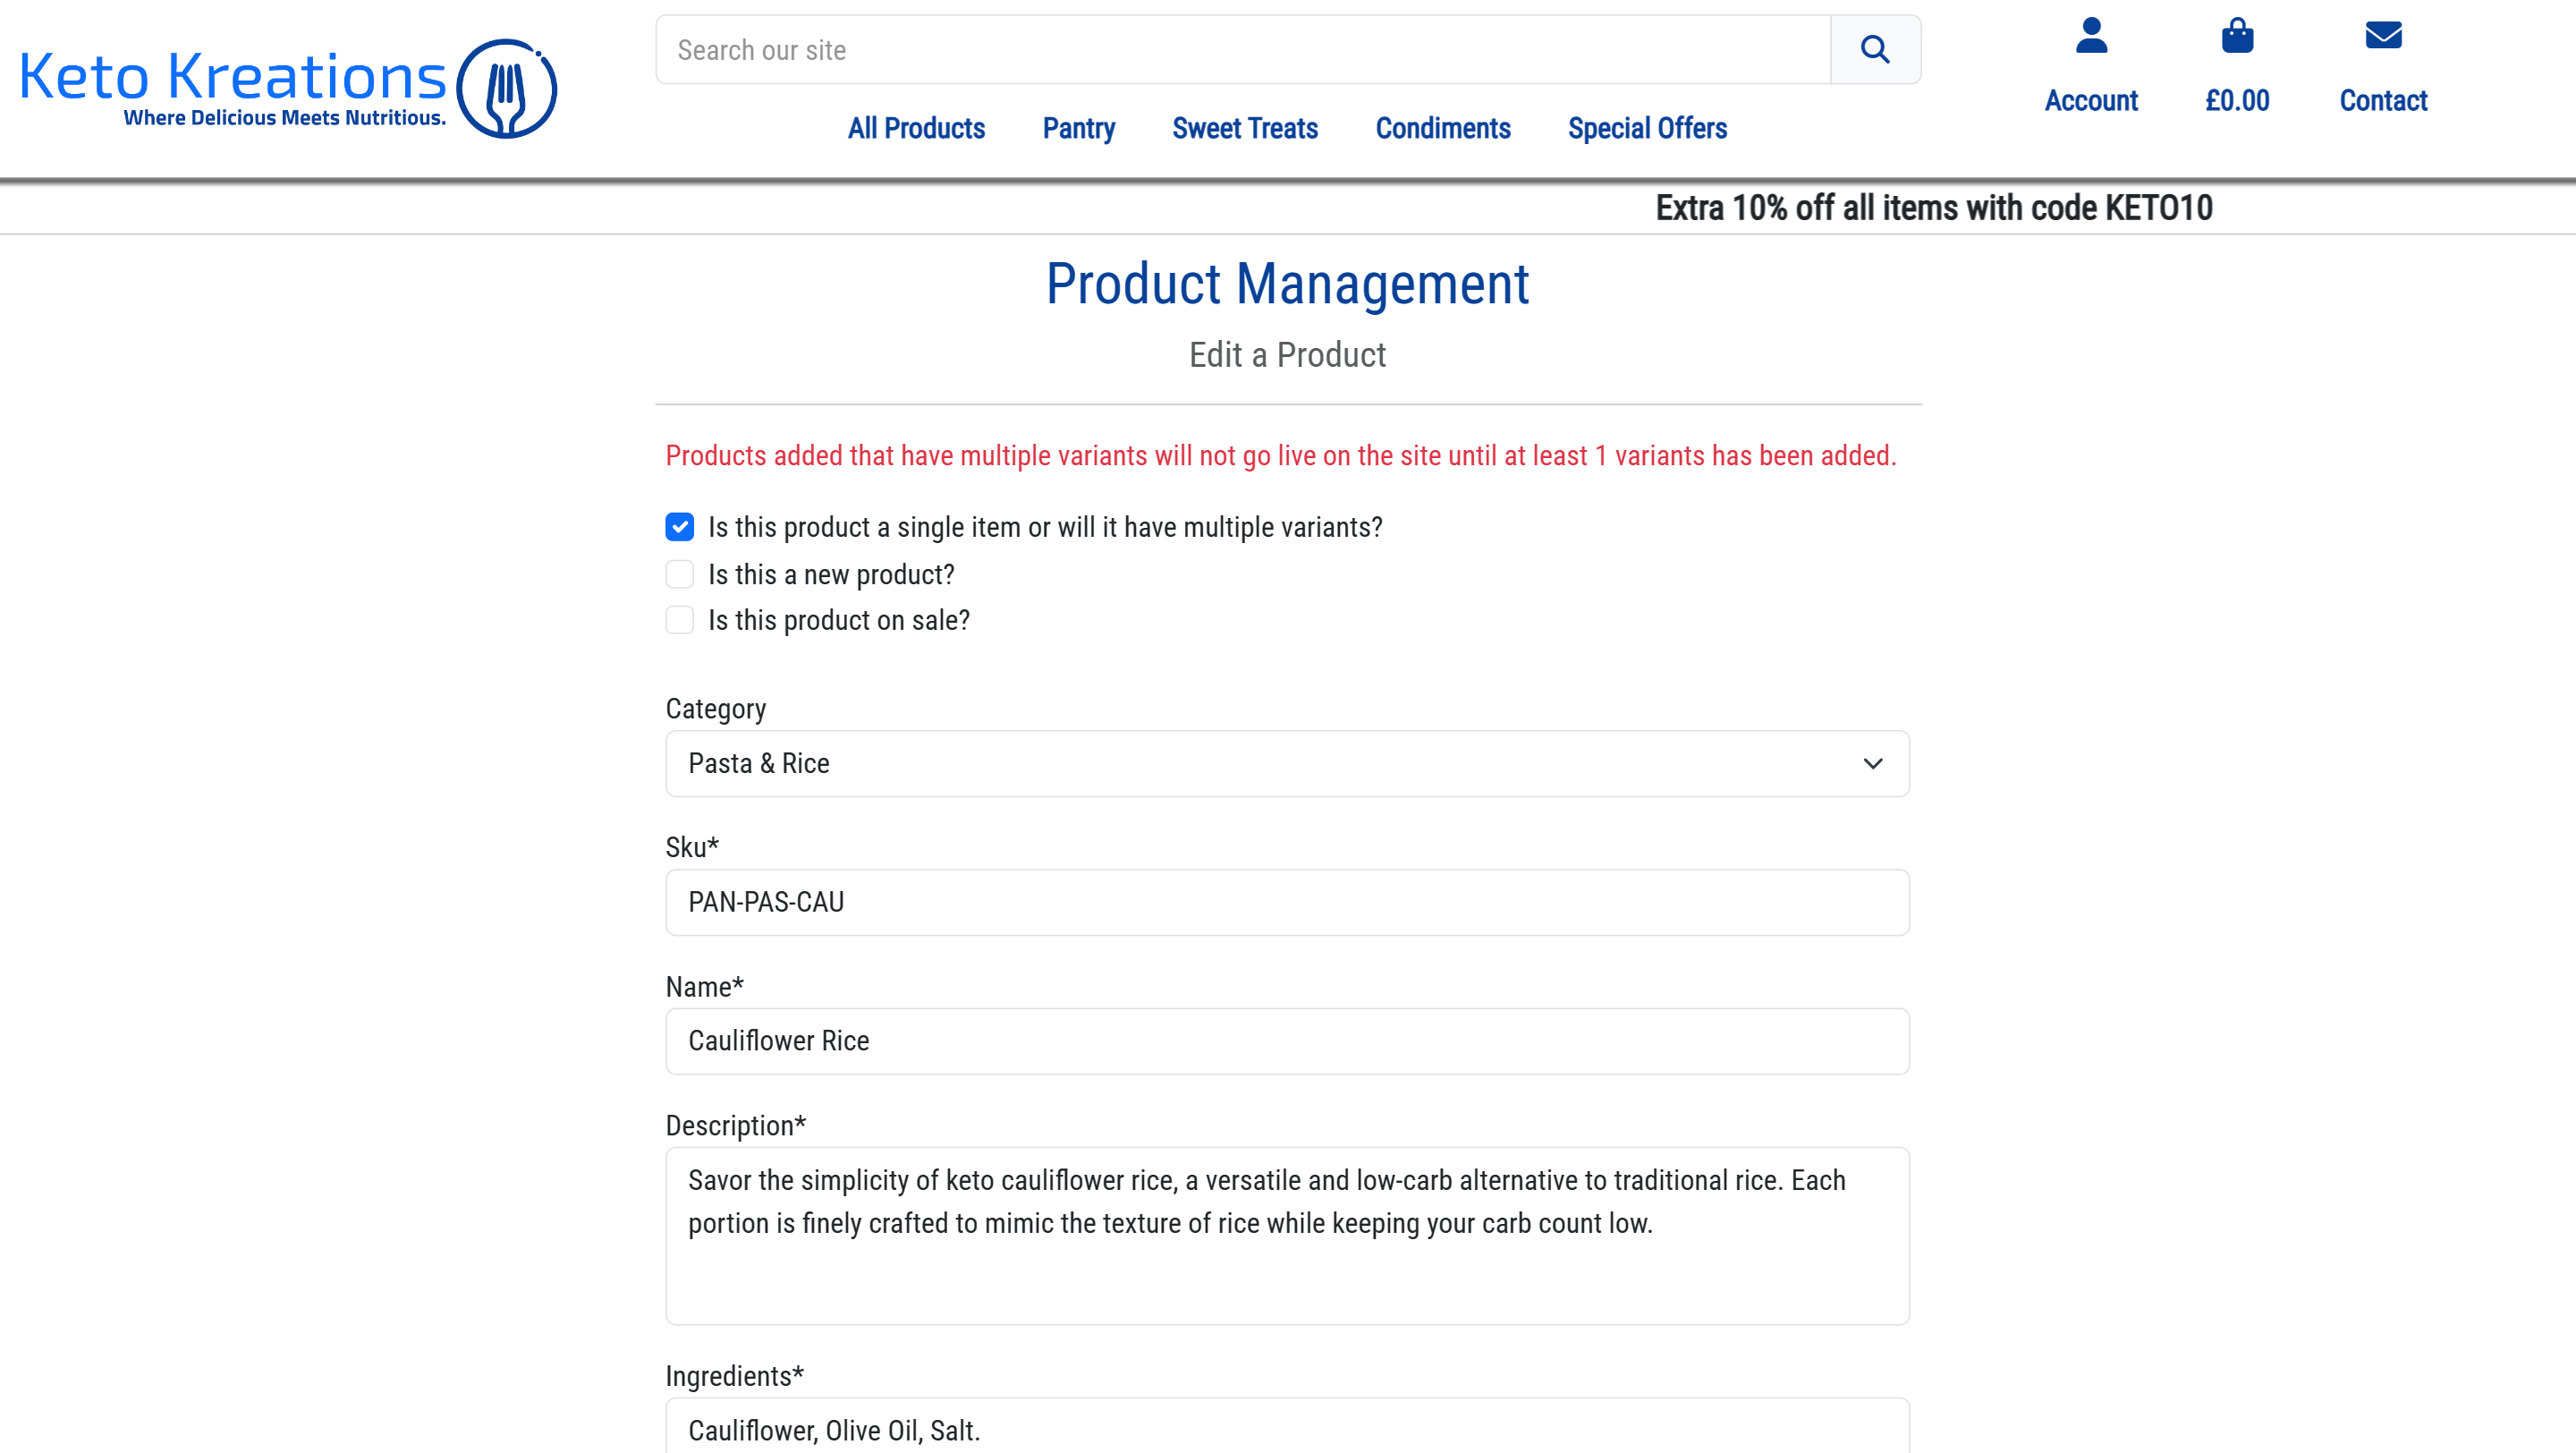 Keto Kreations
Where Delicious Meets Nutritious.
Search our site
Account
£0.00
Contact
All Products
Pantry
Sweet Treats
Condiments
Special Offers
Extra 10% off all items with code KETO10
Product Management
Edit a Product
Products added that have multiple variants will not go live on the site until at least 1 variants has been added.
Is this product a single item or will it have multiple variants?
Is this a new product?
Is this product on sale?
Category
Pasta & Rice
Sku*
PAN-PAS-CAU
Name*
Cauliflower Rice
Description*
Savor the simplicity of keto cauliflower rice, a versatile and low-carb alternative to traditional rice. Each
portion is finely crafted to mimic the texture of rice while keeping your carb count low.
Ingredients*
Cauliflower, Olive Oil, Salt.